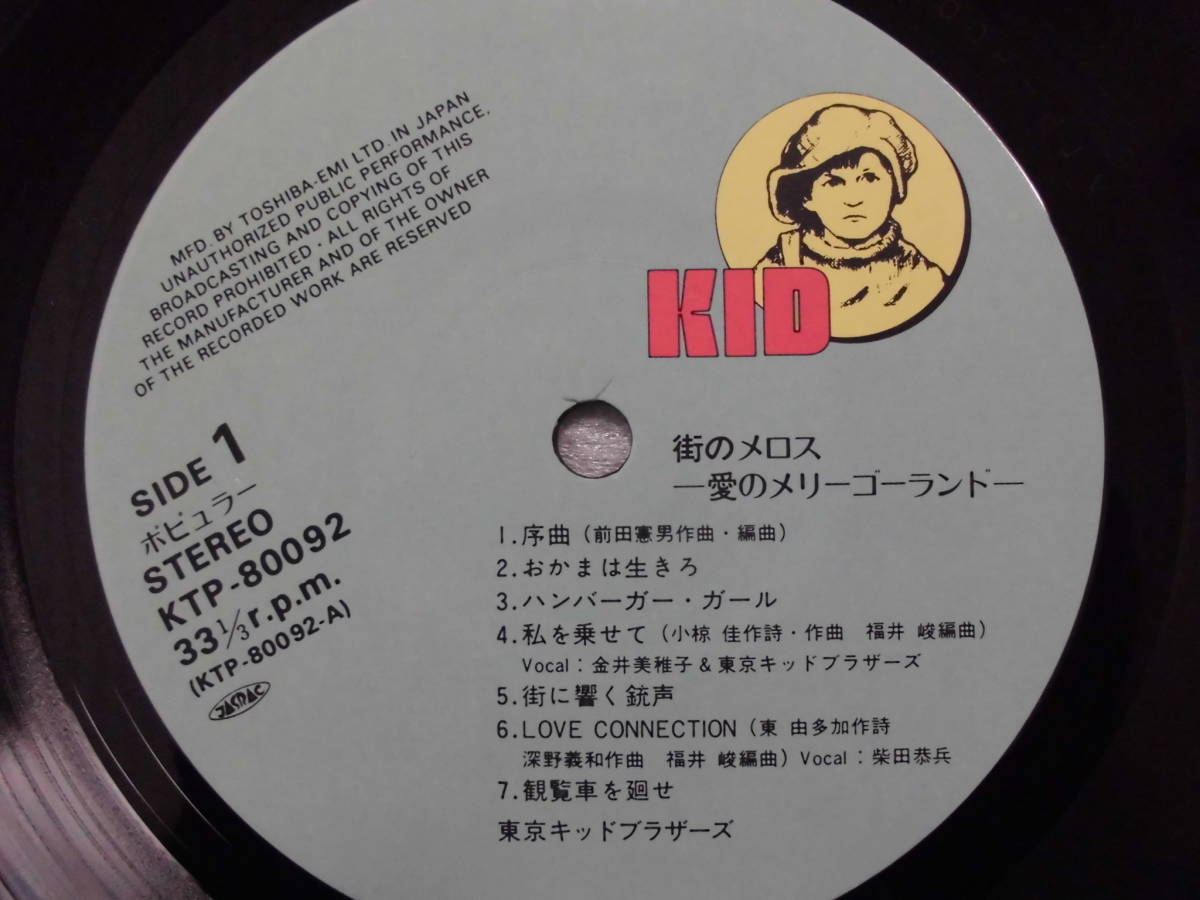 MFD. BY TOSHIBA-EMI LTD. IN JAPAN
UNAUTHORIZED PUBLIC PERFORMANCE,
BROADCASTING AND COPYING OF THIS
RECORD PROHIBITED · ALL RIGHTS OF
THE MANUFACTURER AND OF THE OWNER
OF THE RECORDED WORK ARE RESERVED
KID
SIDE 1
ポピュラー
STEREO
KTP-80092
33 1/3 r.p.m.
(KTP-80092-A)
JASRAC
街のメロス
—愛のメリーゴーランド—
1.序曲(前田憲男作曲・編曲)
2.おかまは生きろ
3.ハンバーガー・ガール
4.私を乗せて(小椋 佳作詩・作曲 福井 峻編曲)
Vocal:金井美稚子&東京キッドブラザーズ
5.街に響く銃声
6.LOVE CONNECTION(東 由多加作詩
深野義和作曲 福井 峻編曲)Vocal:柴田恭兵
7.観覧車を廻せ
東京キッドブラザーズ